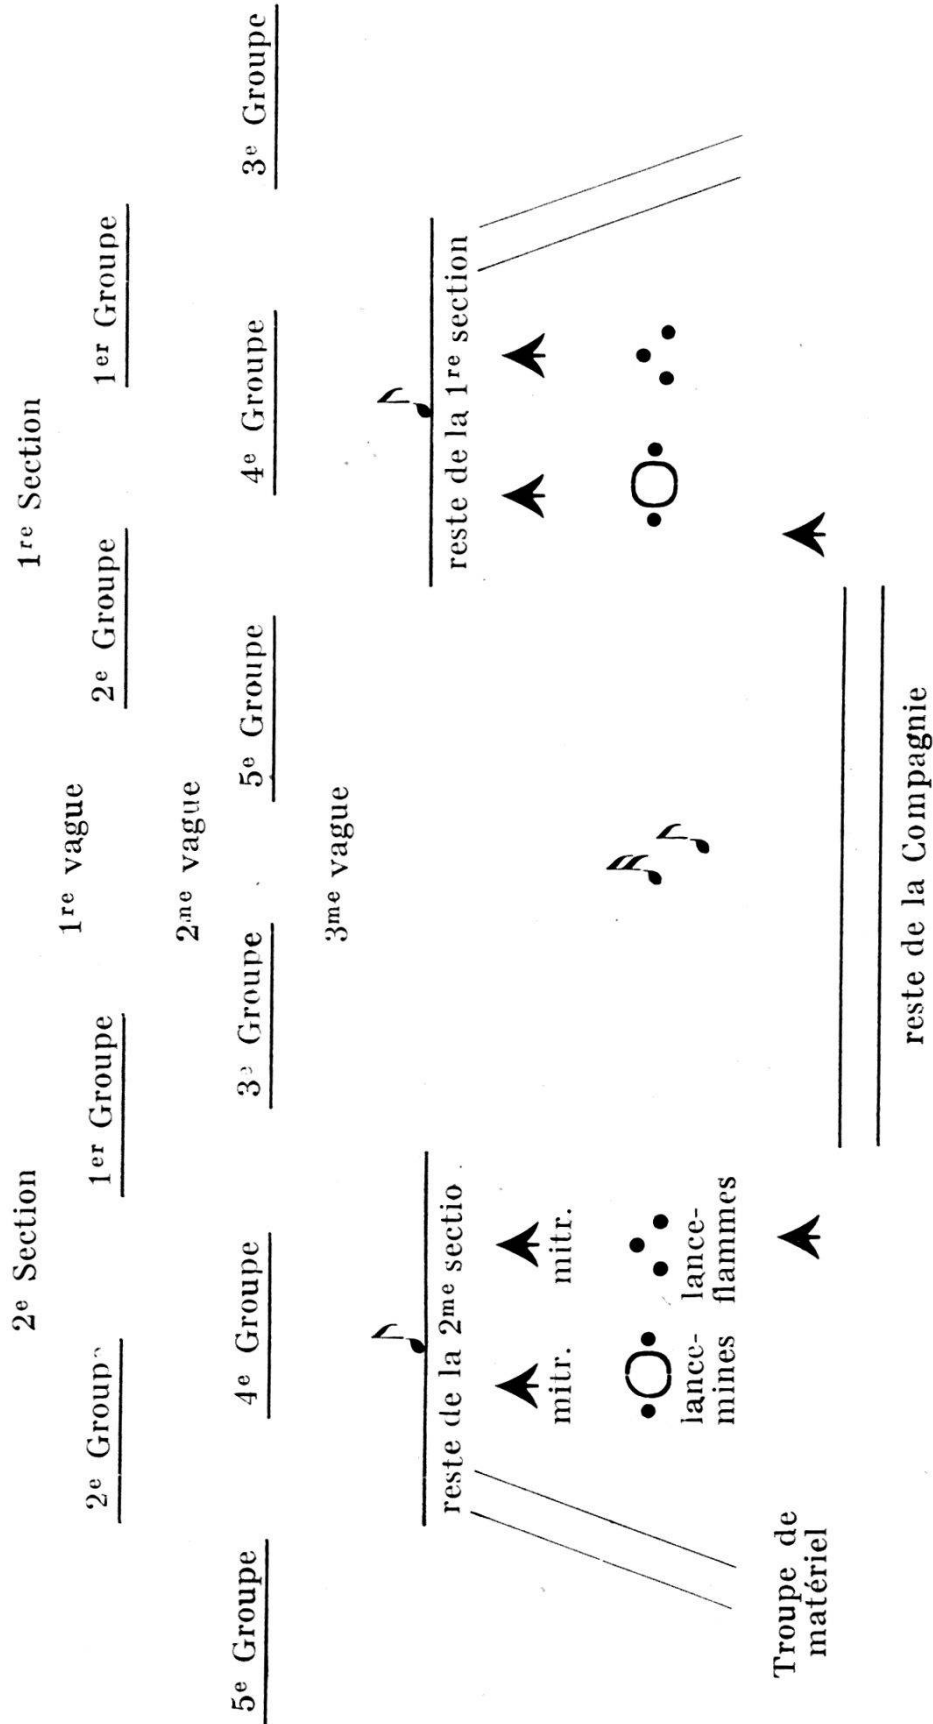 2e Section
1re Section
1re vague
2e Group
1er Groupe
2e Groupe
1er Groupe
2me vague
5e Groupe
4e Groupe
3e Groupe
5e Groupe
4e Groupe
3e Groupe
3me vague
reste de la 2me sectio
reste de la 1re section
mitr.
mitr.
lance-
mines
lance-
flammes
Troupe de
matériel
reste de la Compagnie